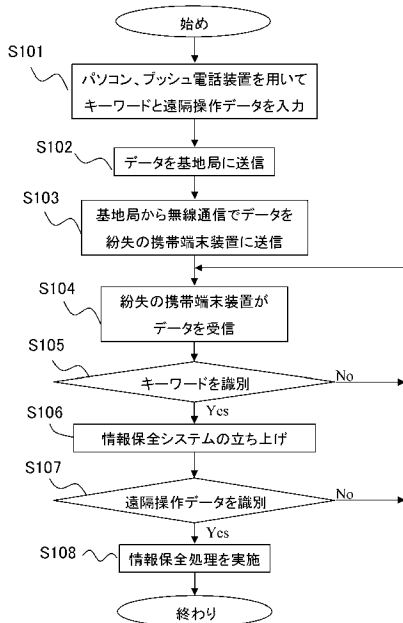 始め
S101
パソコン、プッシュ電話装置を用いて
キーワードと遠隔操作データを入力
S102
データを基地局に送信
S103
基地局から無線通信でデータを
紛失の携帯端末装置に送信
S104
紛失の携帯端末装置が
データを受信
S105
キーワードを識別
No
Yes
S106
情報保全システムの立ち上げ
S107
遠隔操作データを識別
No
Yes
S108
情報保全処理を実施
終わり